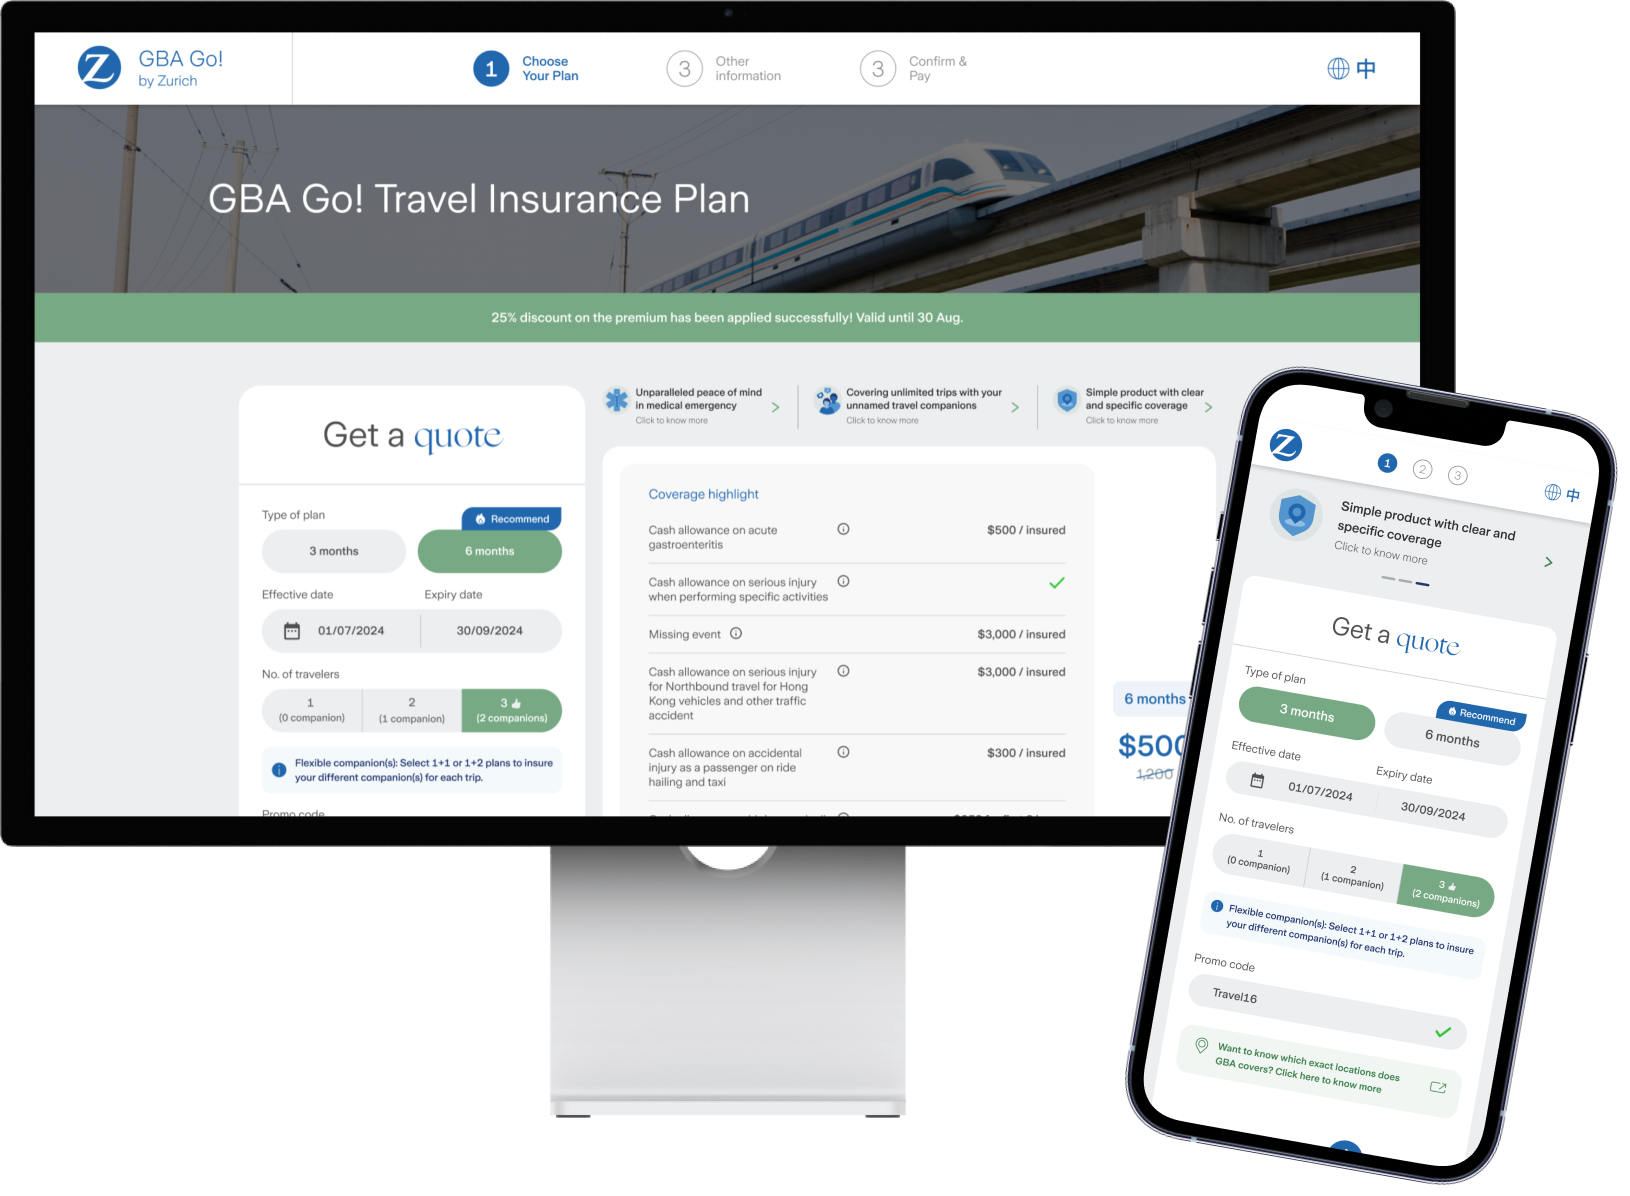 Z
GBA Go!
by Zurich
1
Choose
Your Plan
3
Other
information
3
Confirm &
Pay
中
GBA Go! Travel Insurance Plan
25% discount on the premium has been applied successfully! Valid until 30 Aug.
Get a quote
Type of plan
Recommend
3 months
6 months
Effective date
Expiry date
01/07/2024
30/09/2024
No. of travelers
1
(0 companion)
2
(1 companion)
3
(2 companions)
Flexible companion(s): Select 1+1 or 1+2 plans to insure
your different companion(s) for each trip.
Promo code
Unparalleled peace of mind
in medical emergency
Click to know more
Covering unlimited trips with your
unnamed travel companions
Click to know more
Simple product with clear
and specific coverage
Click to know more
Coverage highlight
Cash allowance on acute
gastroenteritis
$500 / insured
Cash allowance on serious injury
when performing specific activities
Missing event
$3,000 / insured
Cash allowance on serious injury
for Northbound travel for Hong
Kong vehicles and other traffic
accident
$3,000 / insured
Cash allowance on accidental
injury as a passenger on ride
hailing and taxi
$300 / insured
6 months
$500
1,200
Z
1
2
3
中
Simple product with clear and
specific coverage
Click to know more
Get a quote
Type of plan
Recommend
3 months
6 months
Effective date
Expiry date
01/07/2024
30/09/2024
No. of travelers
1
(0 companion)
2
(1 companion)
3
(2 companions)
Flexible companion(s): Select 1+1 or 1+2 plans to insure
your different companion(s) for each trip.
Promo code
Travel16
Want to know which exact locations does
GBA covers? Click here to know more